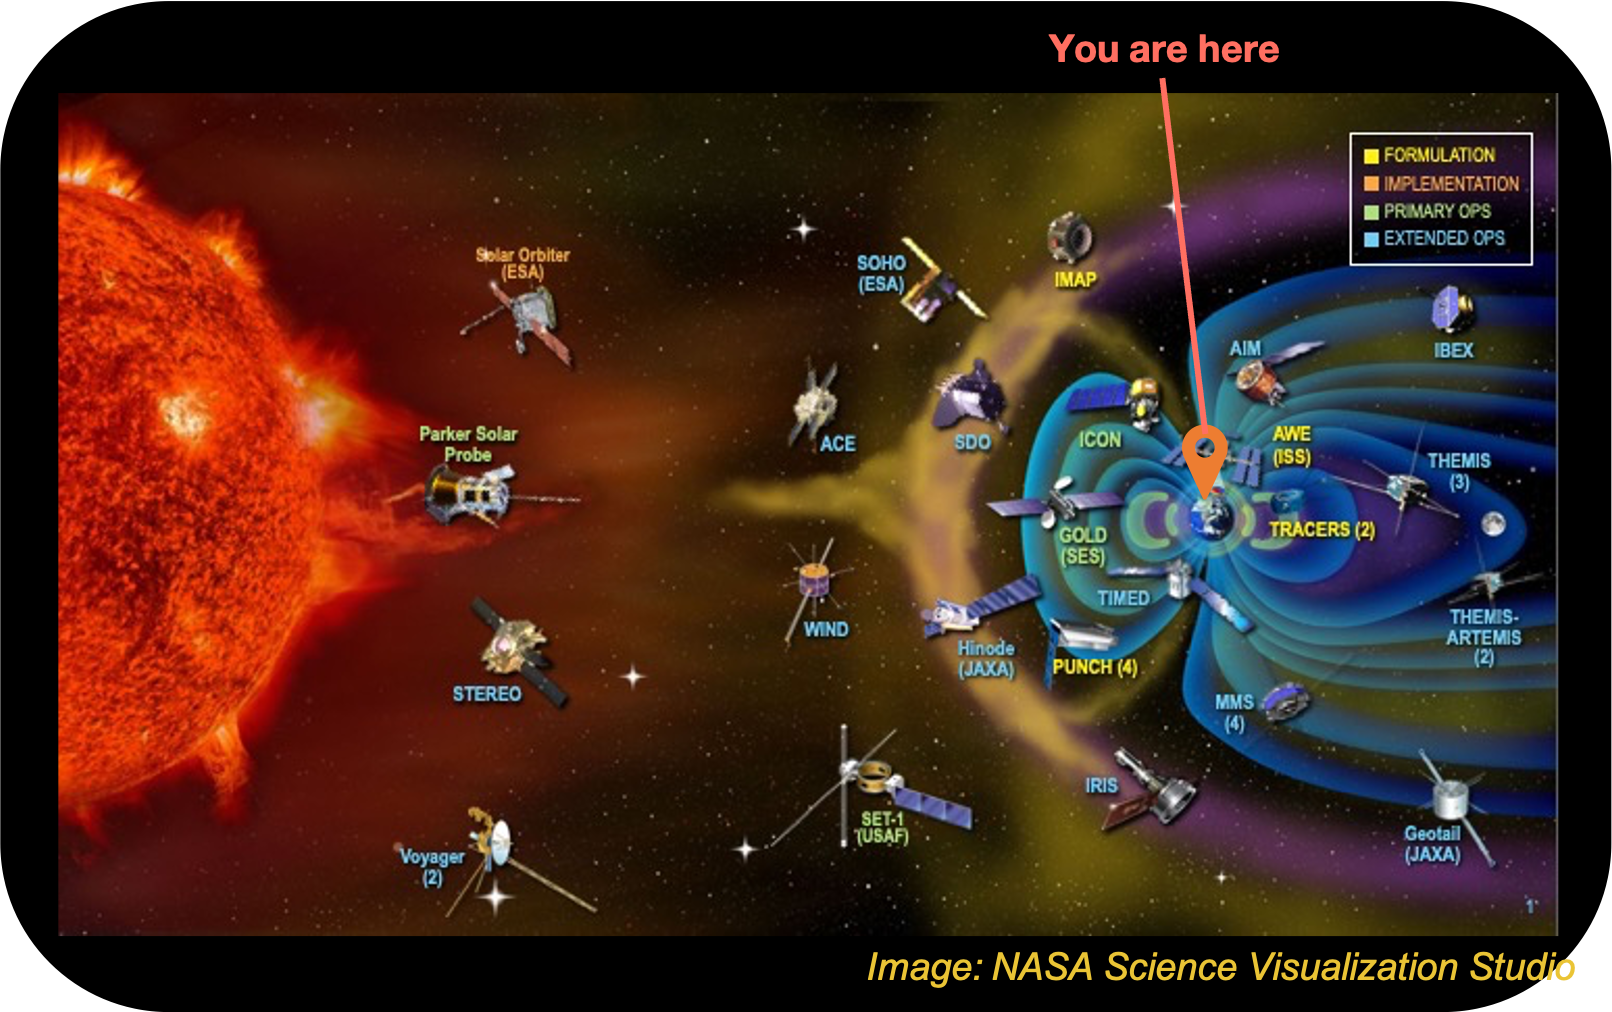 You are here
FORMULATION
IMPLEMENTATION
PRIMARY OPS
EXTENDED OPS
Solar Orbiter
(ESA)
SOHO
(ESA)
IMAP
IBEX
AIM
Parker Solar
Probe
ACE
SDO
ICON
AWE
(ISS)
THEMIS
(3)
GOLD
(SES)
TRACERS (2)
TIMED
WIND
Hinode
(JAXA)
PUNCH (4)
THEMIS-
ARTEMIS
(2)
STEREO
MMS
(4)
IRIS
SET-1
(USAF)
Geotail
(JAXA)
Voyager
(2)
1
Image: NASA Science Visualization Studio